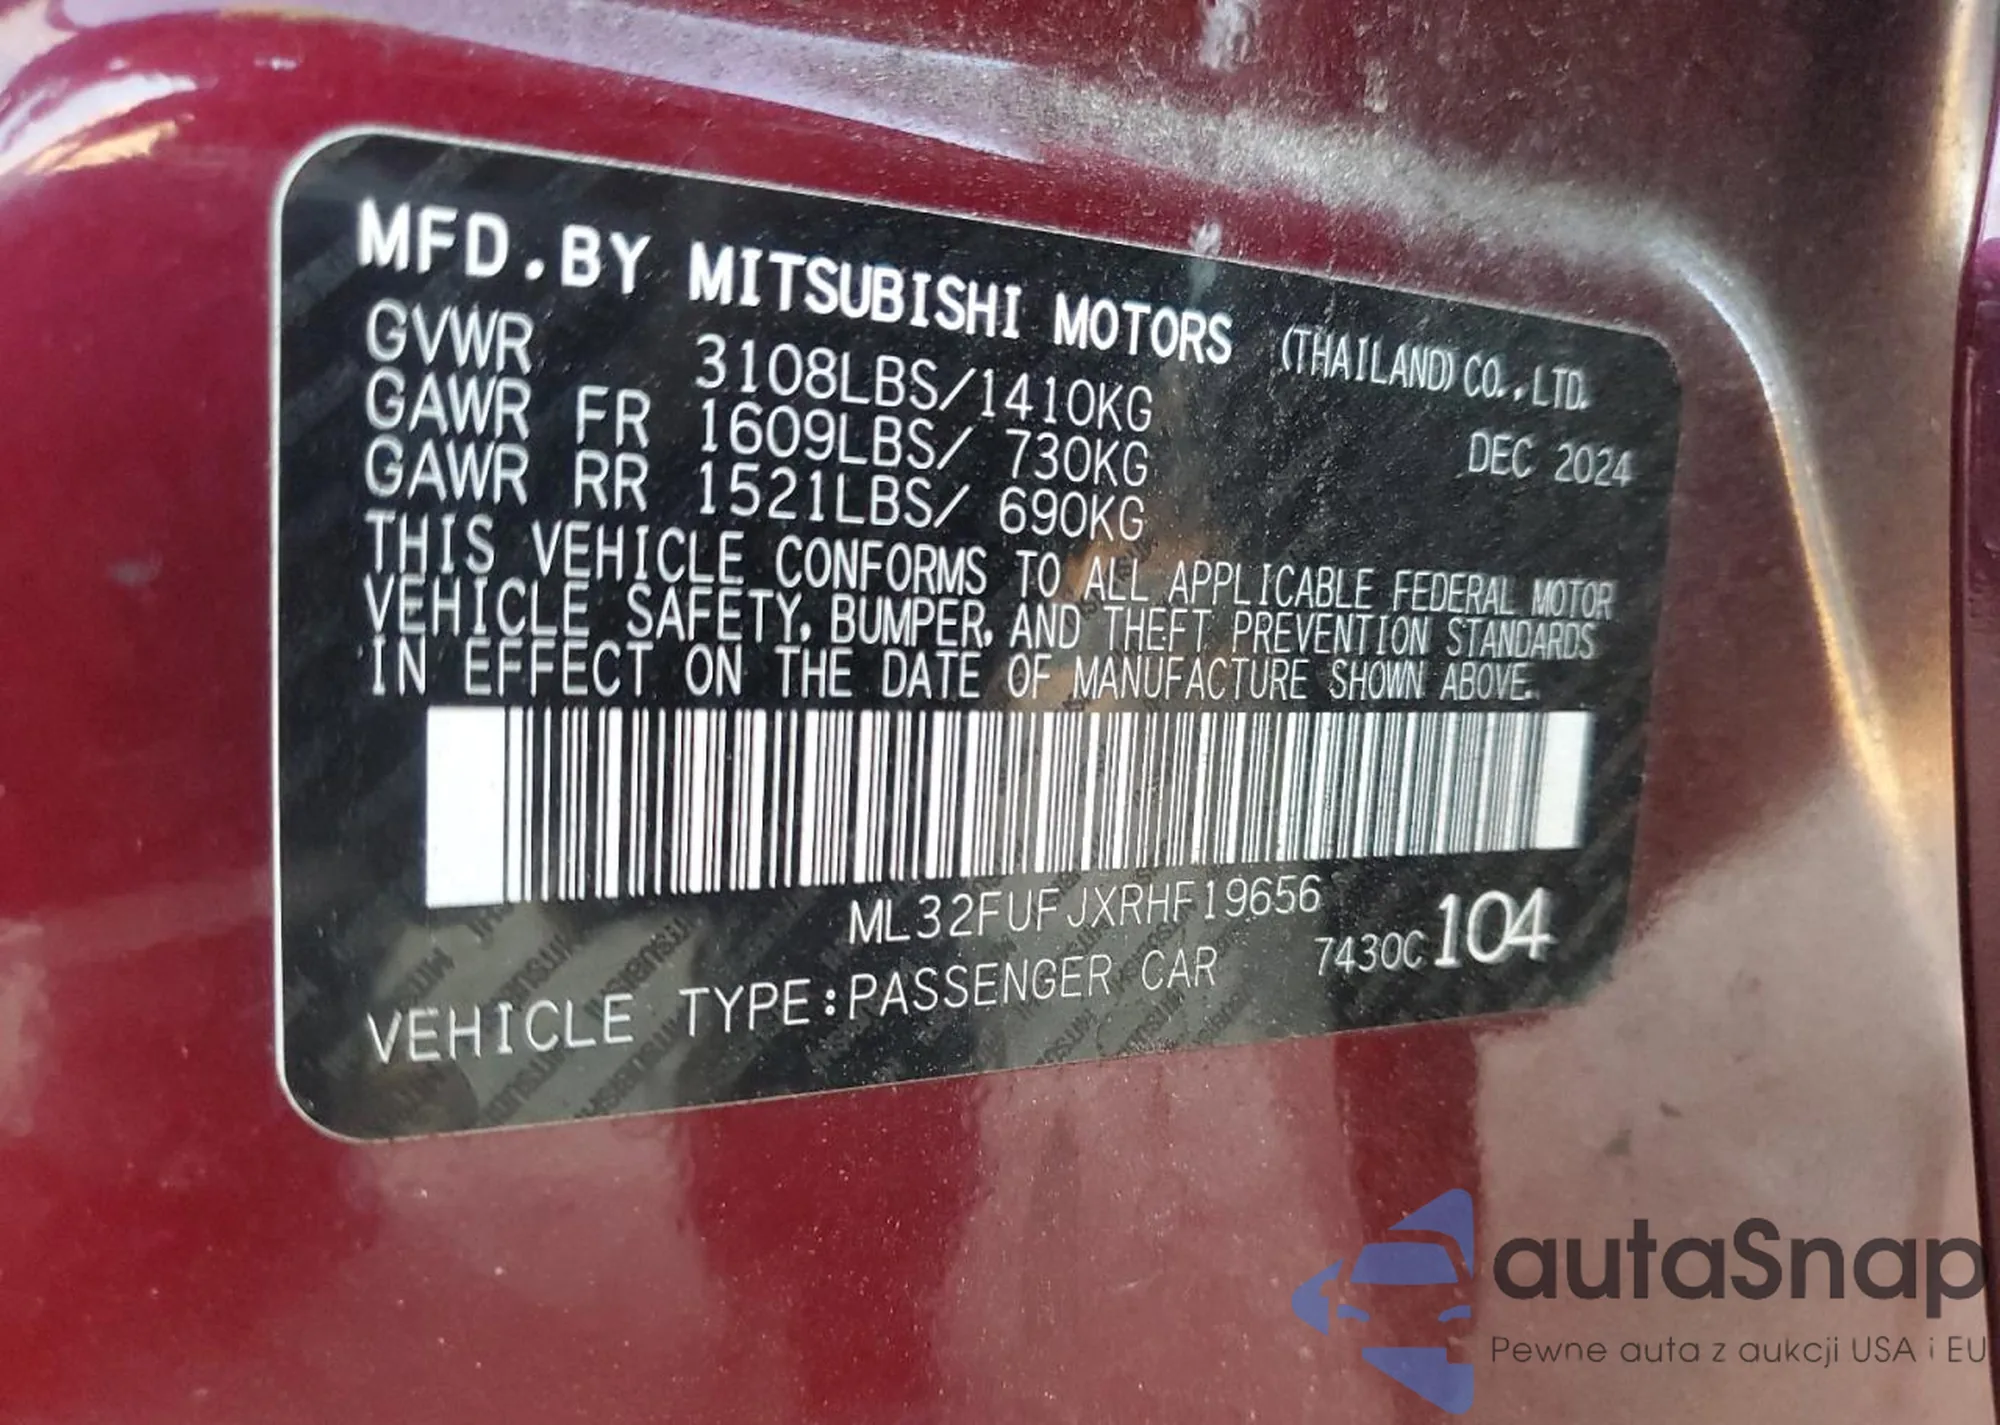 MFD.BY MITSUBISHI MOTORS (THAILAND) CO.,LTD.
GVWR 3108LBS/1410KG
GAWR FR 1609LBS/ 730KG DEC 2024
GAWR RR 1521LBS/ 690KG
THIS VEHICLE CONFORMS TO ALL APPLICABLE FEDERAL MOTOR
VEHICLE SAFETY, BUMPER, AND THEFT PREVENTION STANDARDS
IN EFFECT ON THE DATE OF MANUFACTURE SHOWN ABOVE.
ML32FUFJXRHF19656
7430C 104
VEHICLE TYPE:PASSENGER CAR
autaSnap
Pewne auta z aukcji USA i EU